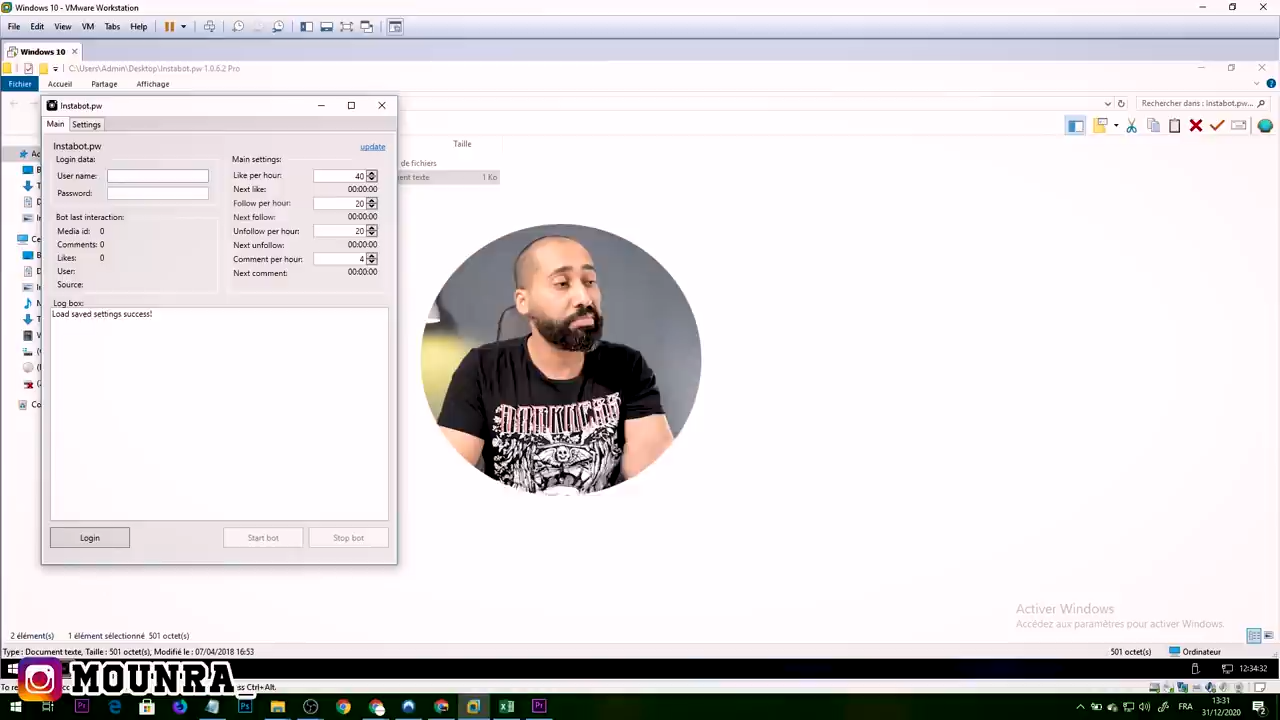 Windows 10 - VMware Workstation
File Edit View VM Tabs Help
Windows 10
C:\Users\Admin\Desktop\Instabot.pw 1.0.6.2 Pro
Fichier Accueil Partage Affichage
Rechercher dans : Instabot.pw...
Instabot.pw
Main Settings
Instabot.pw
update
Login data:
User name:
Password:
Bot last interaction:
Media id: 0
Comments: 0
Likes: 0
User:
Source:
Main settings:
Like per hour: 40
Next like: 00:00:00
Follow per hour: 20
Next follow: 00:00:00
Unfollow per hour: 20
Next unfollow: 00:00:00
Comment per hour: 4
Next comment: 00:00:00
Log box:
Load saved settings success!
Login Start bot Stop bot
Taille
de fichiers
1 Ko
DARKNESS
Activer Windows
Accédez aux paramètres pour activer Windows.
2 élément(s) 1 élément sélectionné 501 octet(s)
Type : Document texte, Taille : 501 octet(s), Modifié le : 07/04/2018 16:53
501 octet(s) Ordinateur
12:34:32
MOUNRA_
Ctrl+Alt.
FRA
13:31
31/12/2020